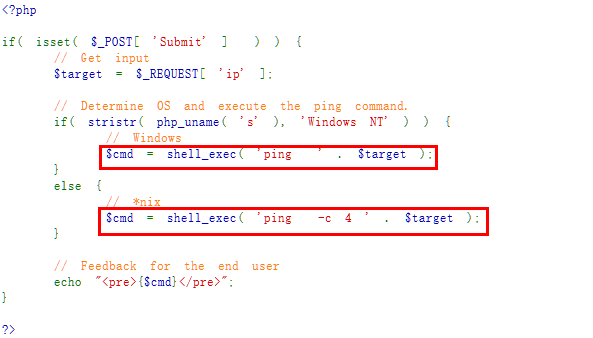 <?php
if( isset( $_POST[ 'Submit' ] ) ) {
// Get input
$target = $_REQUEST[ 'ip' ];
// Determine OS and execute the ping command.
if( stristr( php_uname( 's' ), 'Windows NT' ) ) {
// Windows
$cmd = shell_exec( 'ping ' . $target );
}
else {
// *nix
$cmd = shell_exec( 'ping -c 4 ' . $target );
}
// Feedback for the end user
echo "<pre>{$cmd}</pre>";
}
?>